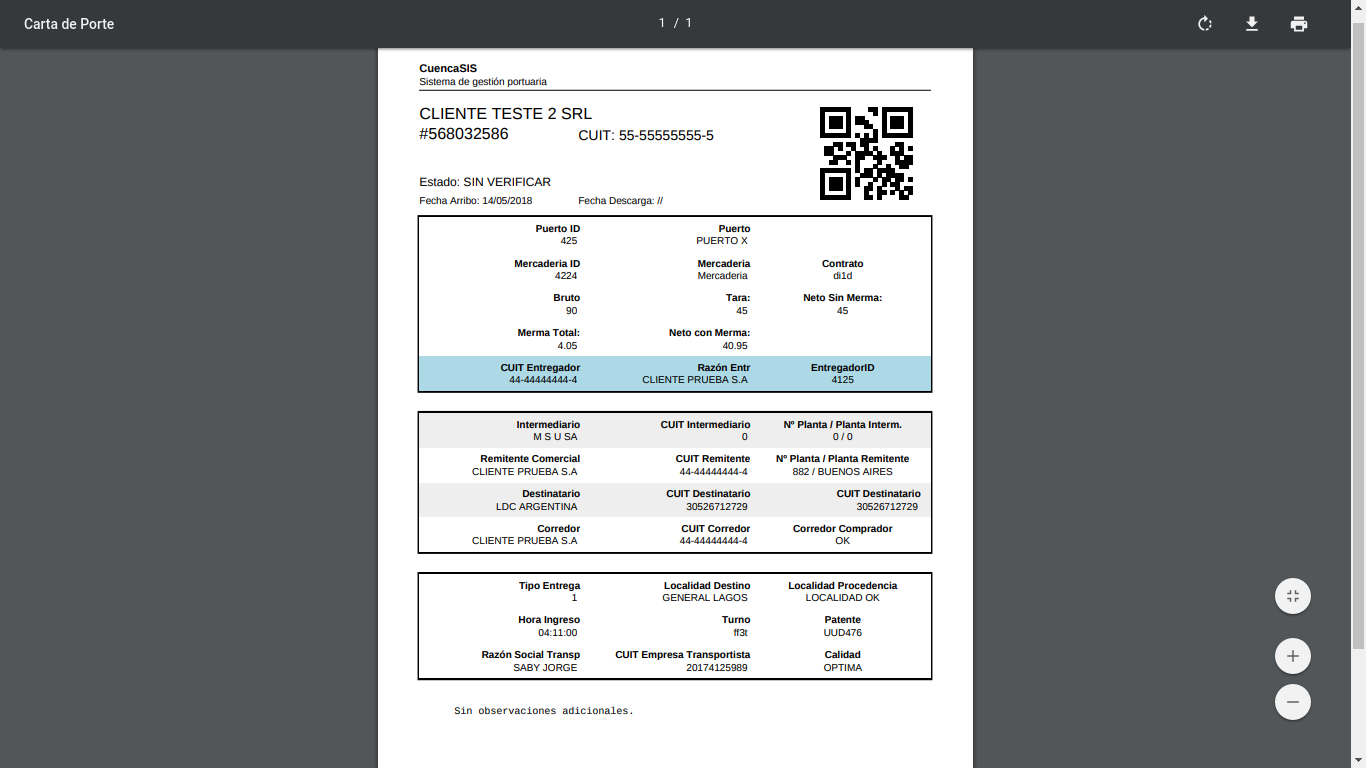 Carta de Porte
1 / 1
CuencaSIS
Sistema de gestión portuaria
CLIENTE TESTE 2 SRL
#568032586 CUIT: 55-55555555-5
Estado: SIN VERIFICAR
Fecha Arribo: 14/05/2018 Fecha Descarga: //
Puerto ID Puerto
425 PUERTO X
Mercaderia ID Mercaderia Contrato
4224 Mercaderia di1d
Bruto Tara: Neto Sin Merma:
90 45 45
Merma Total: Neto con Merma:
4.05 40.95
CUIT Entregador Razón Entr EntregadorID
44-44444444-4 CLIENTE PRUEBA S.A 4125
Intermediario CUIT Intermediario Nº Planta / Planta Interm.
M S U SA 0 0 / 0
Remitente Comercial CUIT Remitente Nº Planta / Planta Remitente
CLIENTE PRUEBA S.A 44-44444444-4 882 / BUENOS AIRES
Destinatario CUIT Destinatario CUIT Destinatario
LDC ARGENTINA 30526712729 30526712729
Corredor CUIT Corredor Corredor Comprador
CLIENTE PRUEBA S.A 44-44444444-4 OK
Tipo Entrega Localidad Destino Localidad Procedencia
1 GENERAL LAGOS LOCALIDAD OK
Hora Ingreso Turno Patente
04:11:00 ff3t UUD476
Razón Social Transp CUIT Empresa Transportista Calidad
SABY JORGE 20174125989 OPTIMA
Sin observaciones adicionales.